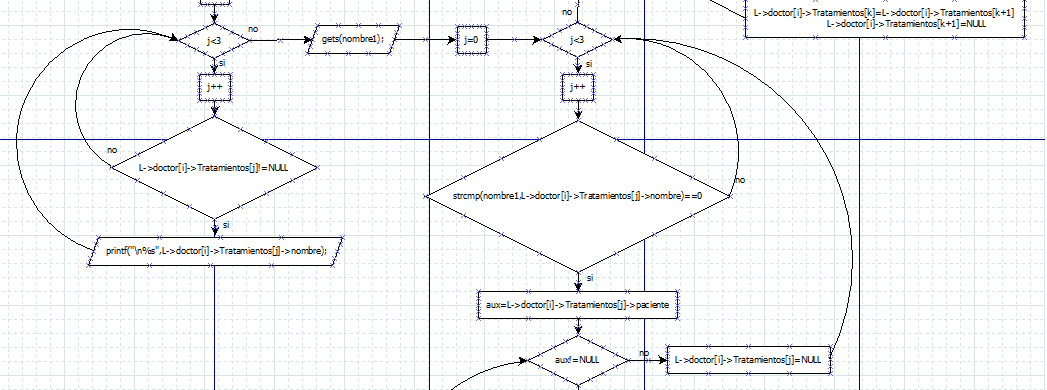 no
L->doctor[i]->Tratamientos[k]=L->doctor[i]->Tratamientos[k+1]
L->doctor[i]->Tratamientos[k+1]=NULL
j<3
no
gets(nombre1);
j=0
j<3
si
si
j++
j++
no
L->doctor[i]->Tratamientos[j]!=NULL
no
strcmp(nombre1,L->doctor[i]->Tratamientos[j]->nombre)==0
si
printf("\n%s",L->doctor[i]->Tratamientos[j]->nombre);
si
aux=L->doctor[i]->Tratamientos[j]->paciente
aux!=NULL
no
L->doctor[i]->Tratamientos[j]=NULL